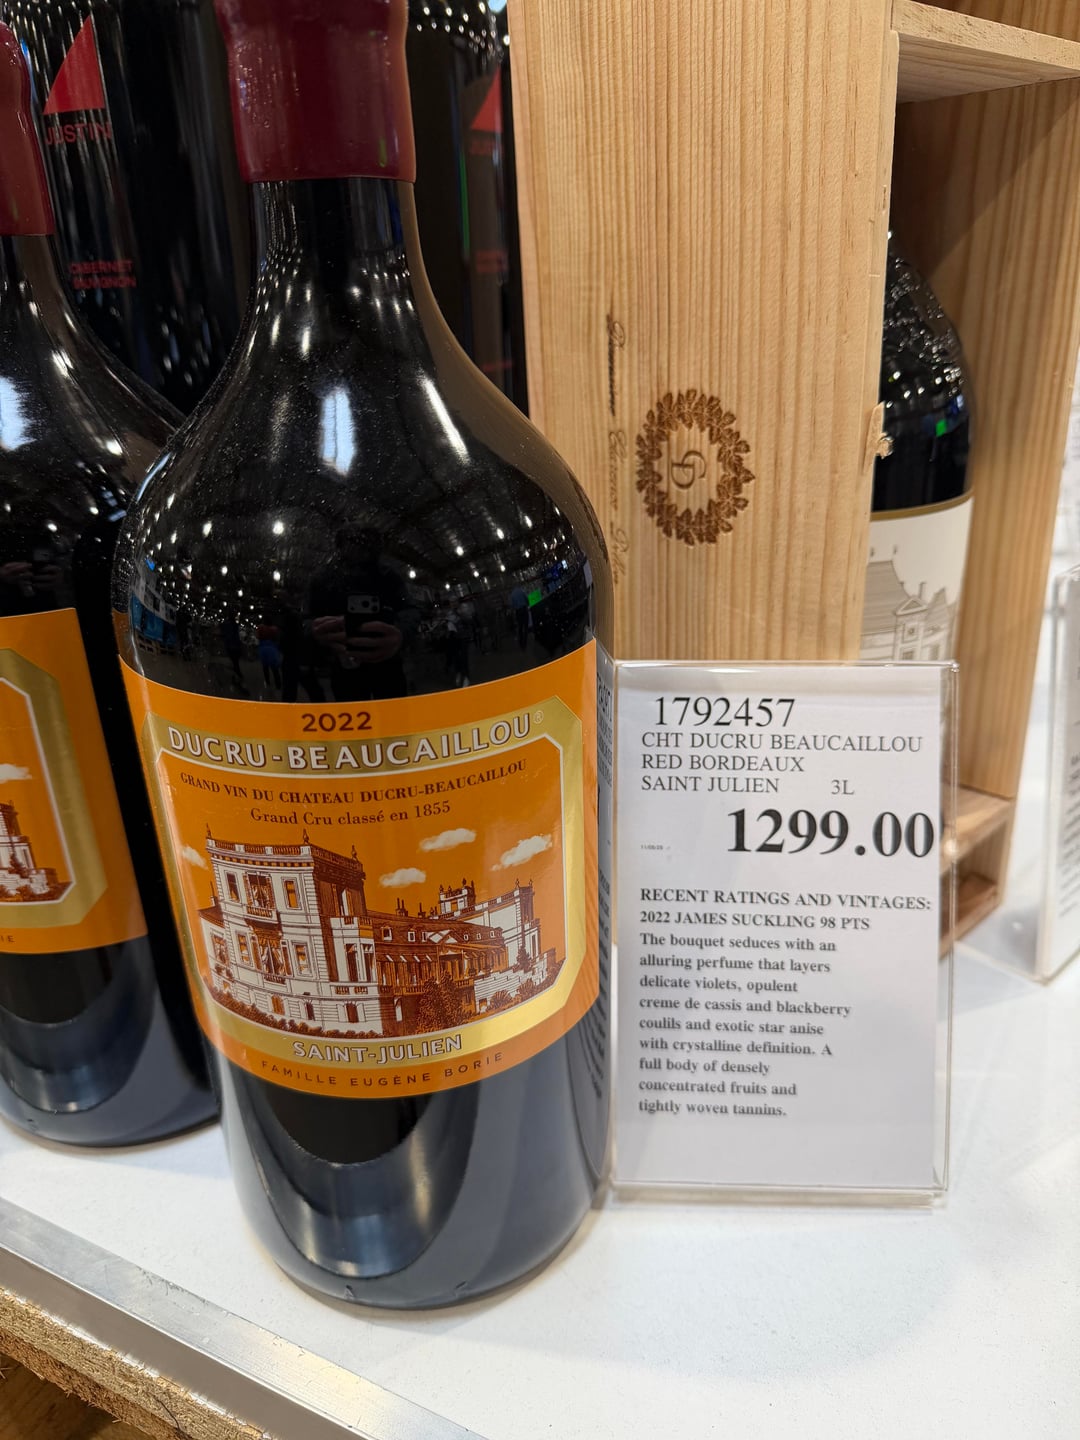 JUSTIN
CABERNET
SAUVIGNON
2022
DUCRU-BEAUCAILLOU®
GRAND VIN DU CHATEAU DUCRU-BEAUCAILLOU
Grand Cru classé en 1855
SAINT-JULIEN
FAMILLE EUGÈNE BORIE
1792457
CHT DUCRU BEAUCAILLOU
RED BORDEAUX
SAINT JULIEN 3L
1299.00
RECENT RATINGS AND VINTAGES:
2022 JAMES SUCKLING 98 PTS
The bouquet seduces with an
alluring perfume that layers
delicate violets, opulent
creme de cassis and blackberry
coulils and exotic star anise
with crystalline definition. A
full body of densely
concentrated fruits and
tightly woven tannins.